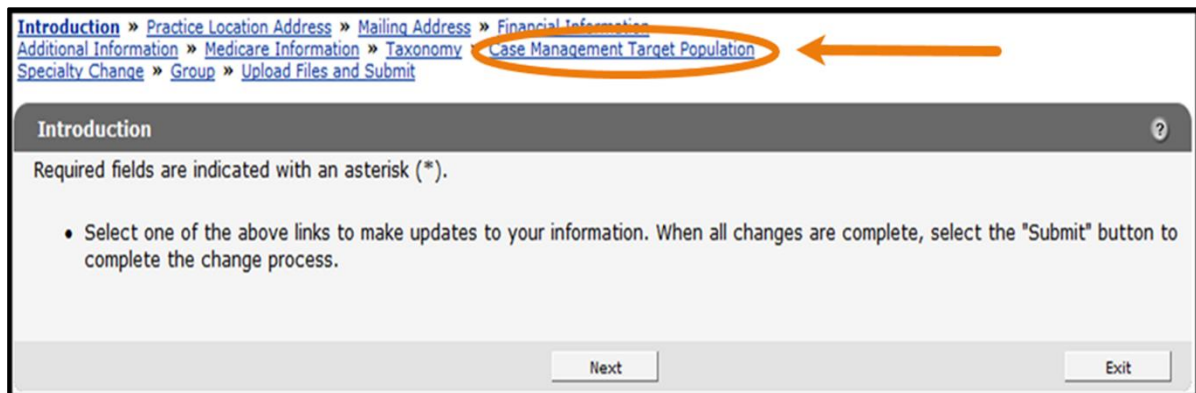 Introduction » Practice Location Address » Mailing Address » Financial Information
Additional Information » Medicare Information » Taxonomy » Case Management Target Population
Specialty Change » Group » Upload Files and Submit
Introduction ?
Required fields are indicated with an asterisk (*).
• Select one of the above links to make updates to your information. When all changes are complete, select the "Submit" button to
complete the change process.
Next Exit